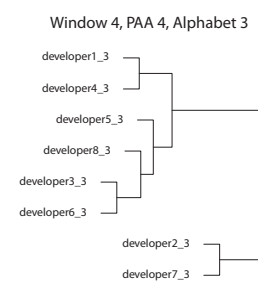 Window 4, PAA 4, Alphabet 3
developer1_3
developer4_3
developer5_3
developer8_3
developer3_3
developer6_3
developer2_3
developer7_3